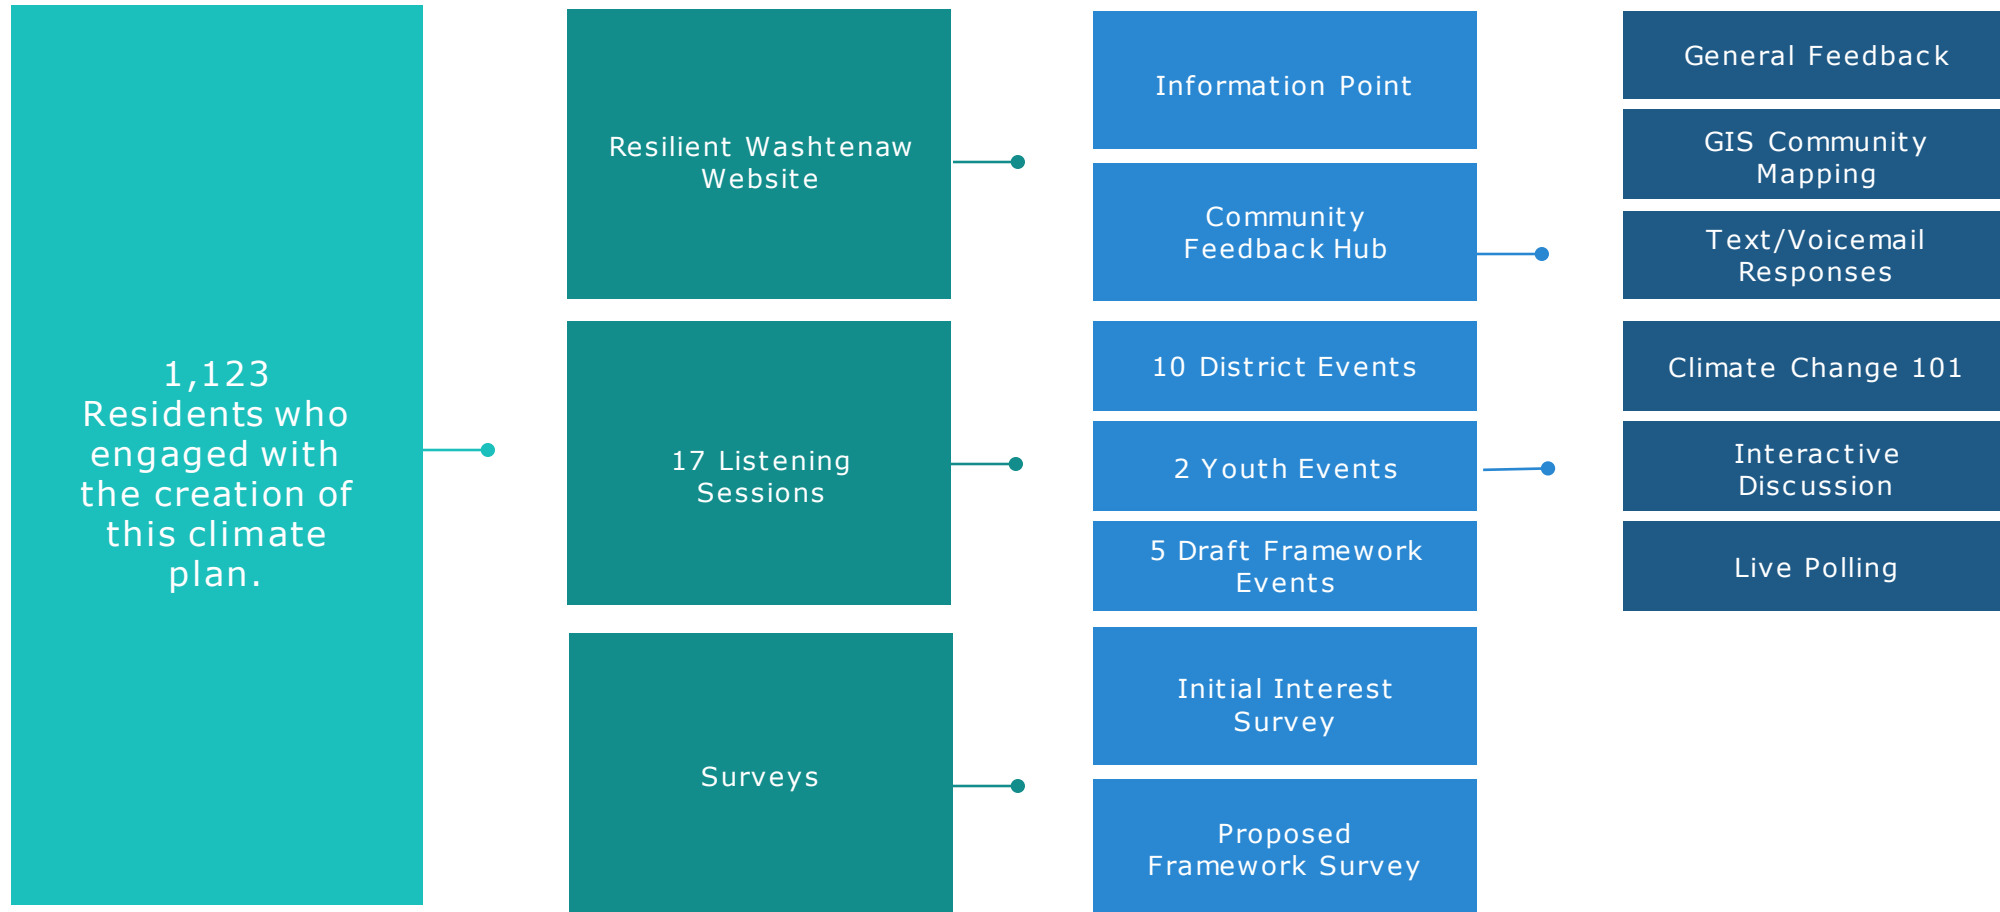 1,123
Residents who
engaged with
the creation of
this climate
plan.
Resilient Washtenaw
Website
17 Listening
Sessions
Surveys
Information Point
Community
Feedback Hub
10 District Events
2 Youth Events
5 Draft Framework
Events
Initial Interest
Survey
Proposed
Framework Survey
General Feedback
GIS Community
Mapping
Text/Voicemail
Responses
Climate Change 101
Interactive
Discussion
Live Polling